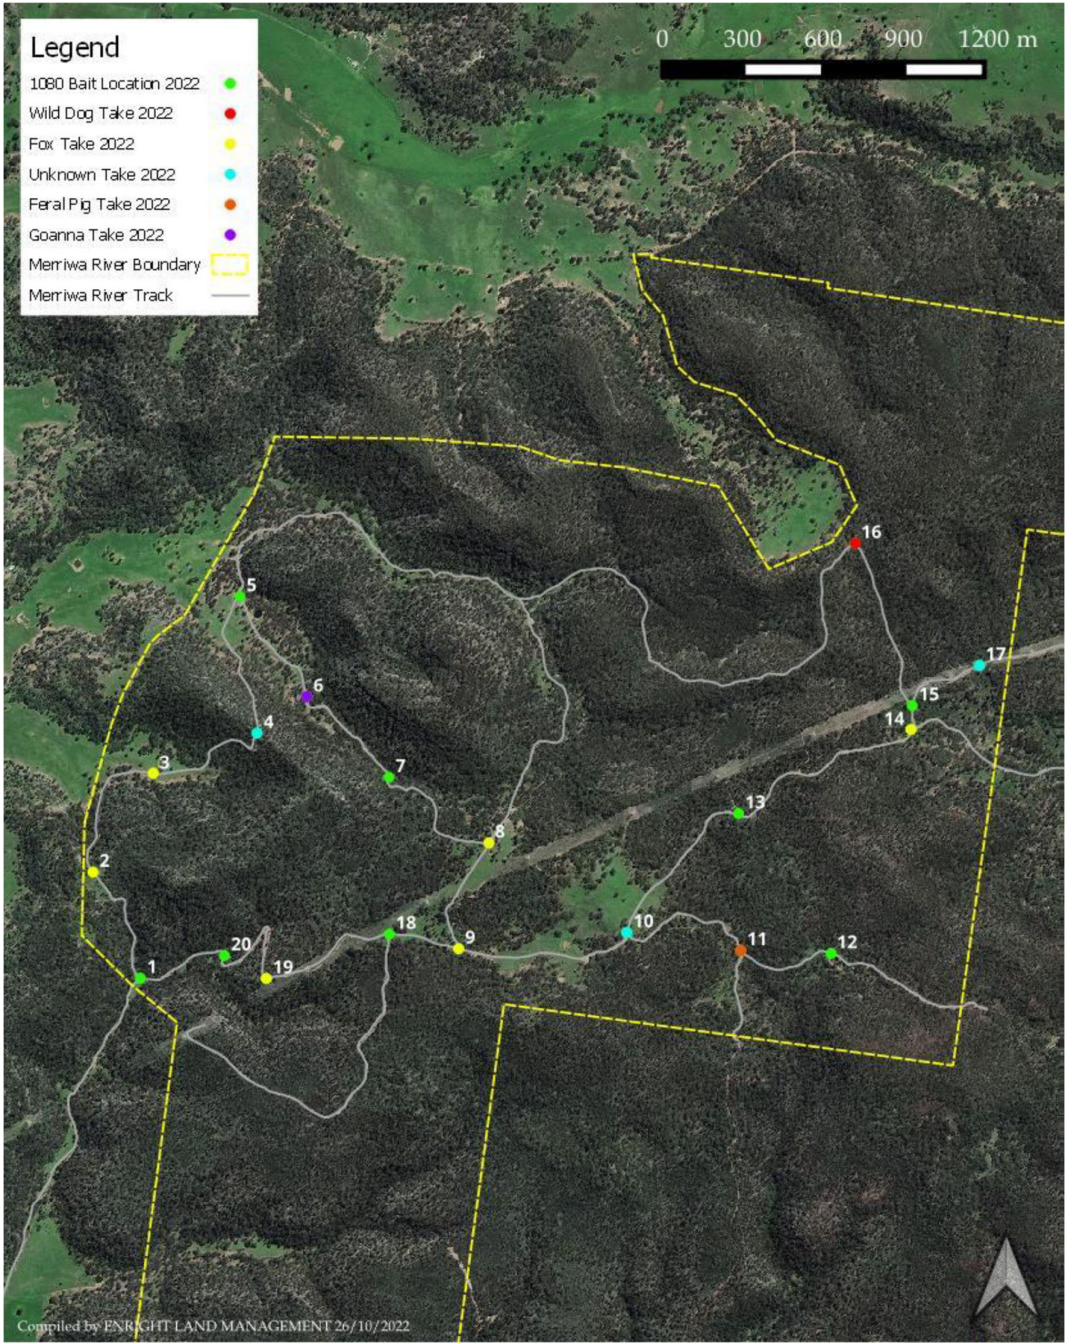 Legend
1080 Bait Location 2022
Wild Dog Take 2022
Fox Take 2022
Unknown Take 2022
Feral Pig Take 2022
Goanna Take 2022
Merriwa River Boundary
Merriwa River Track
0 300 600 900 1200 m
16
5
17
6
15
4
14
3
7
13
8
2
18
10
9
11
20
12
19
1
Compiled by ENRIGHT LAND MANAGEMENT 26/10/2022